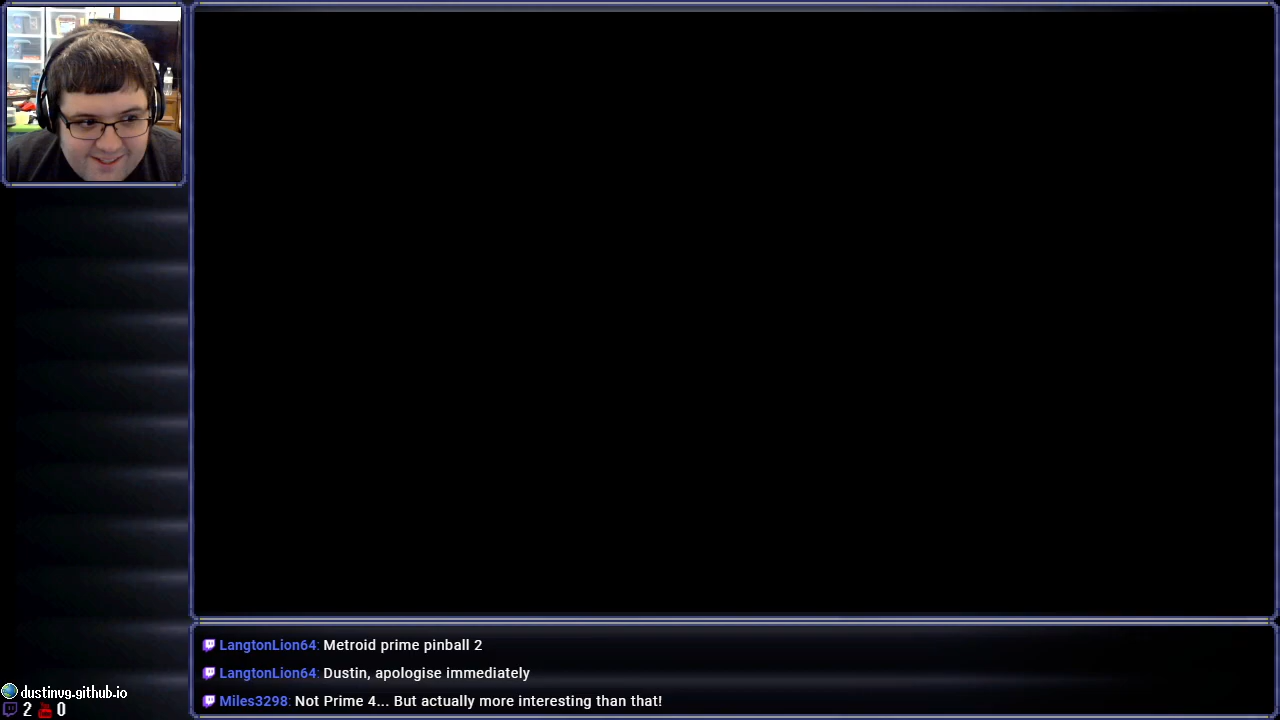 LangtonLion64: Metroid prime pinball 2
LangtonLion64: Dustin, apologise immediately
Miles3298: Not Prime 4... But actually more interesting than that!
dustinvg.github.io
2 0